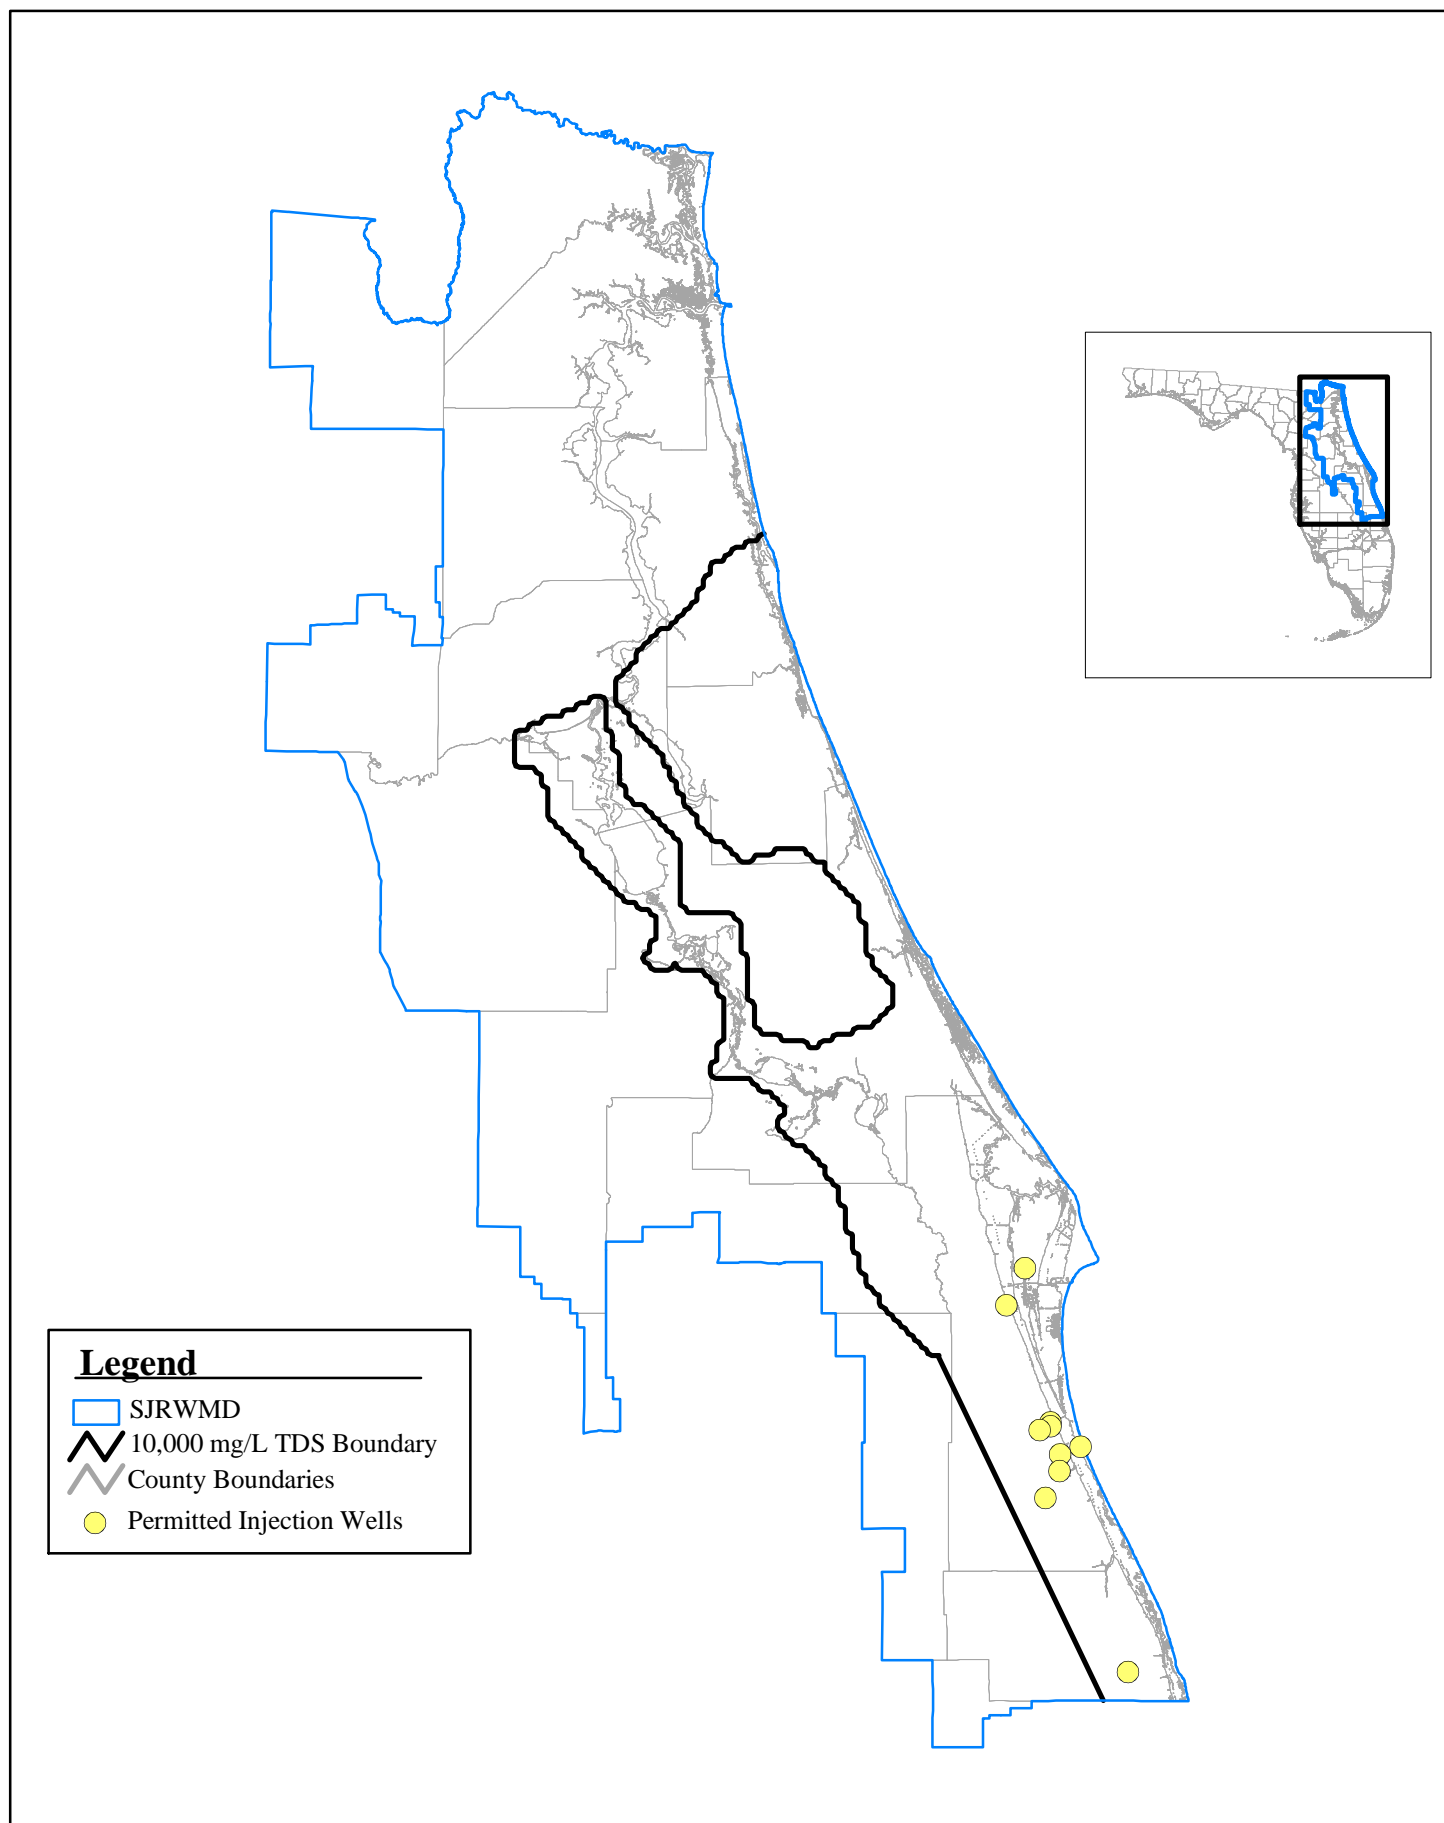 Legend
SJRWMD
10,000 mg/L TDS Boundary
County Boundaries
Permitted Injection Wells